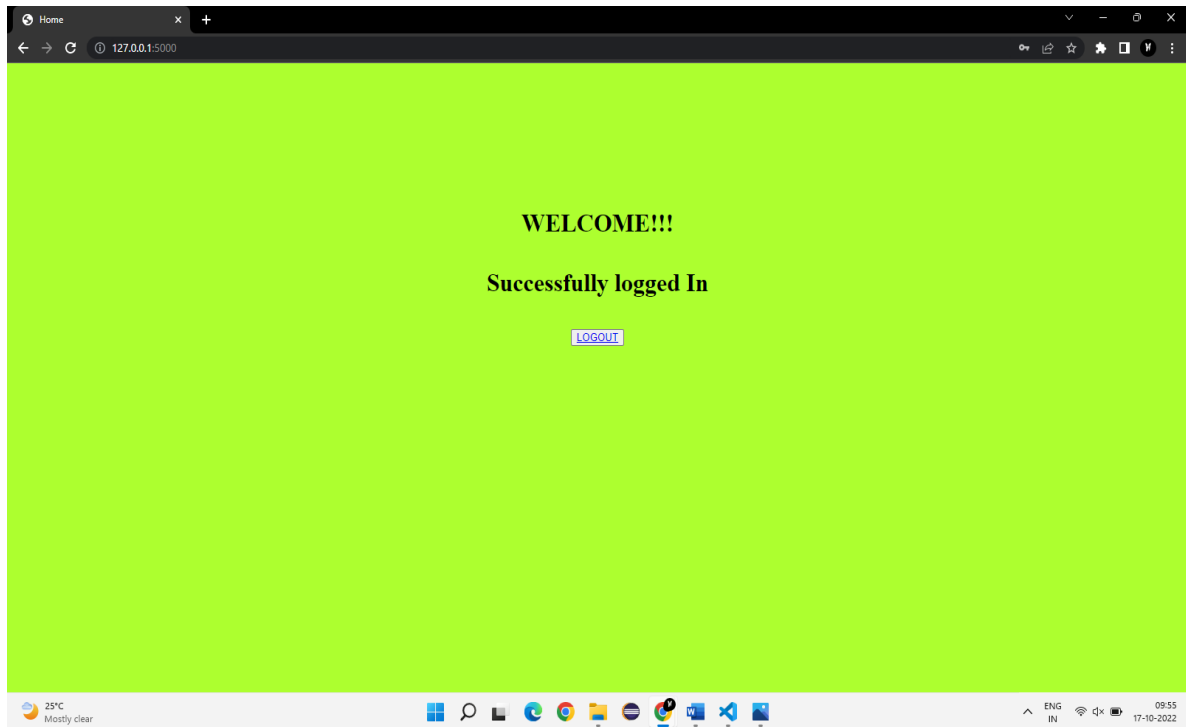 Home
127.0.0.1:5000
WELCOME!!!
Successfully logged In
LOGOUT
25°C
Mostly clear
ENG
IN
09:55
17-10-2022